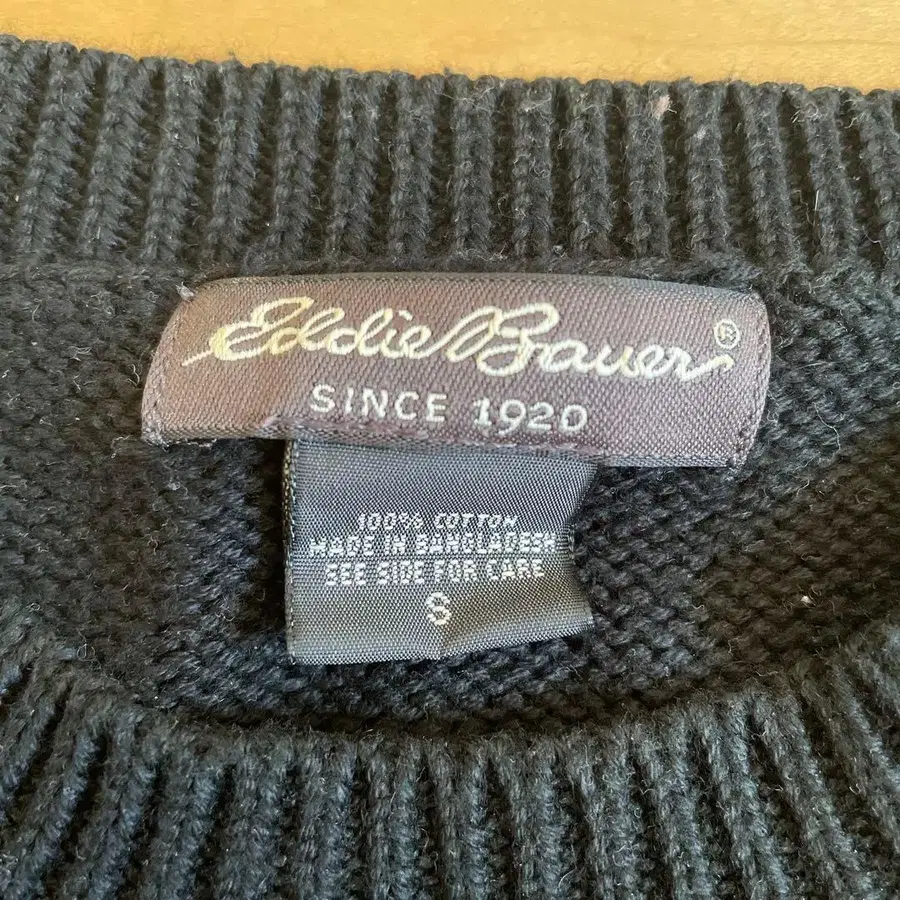 Eddie Bauer®
SINCE 1920
100% COTTON
MADE IN BANGLADESH
SEE SIDE FOR CARE
S